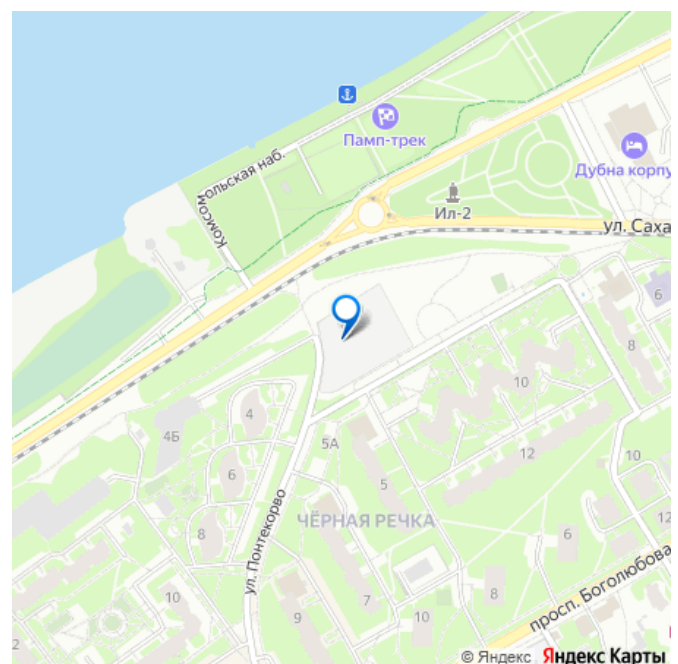 Памп-трек
Комсомольская наб.
Дубна корпу
Ил-2
ул. Саха
6
8
10
4
4Б
5А
12
6
5
10
12
ЧЁРНАЯ РЕЧКА
8
6
ул. Понтекорво
просп. Боголюбова
10
9
7
10
8
© Яндекс Яндекс Карты